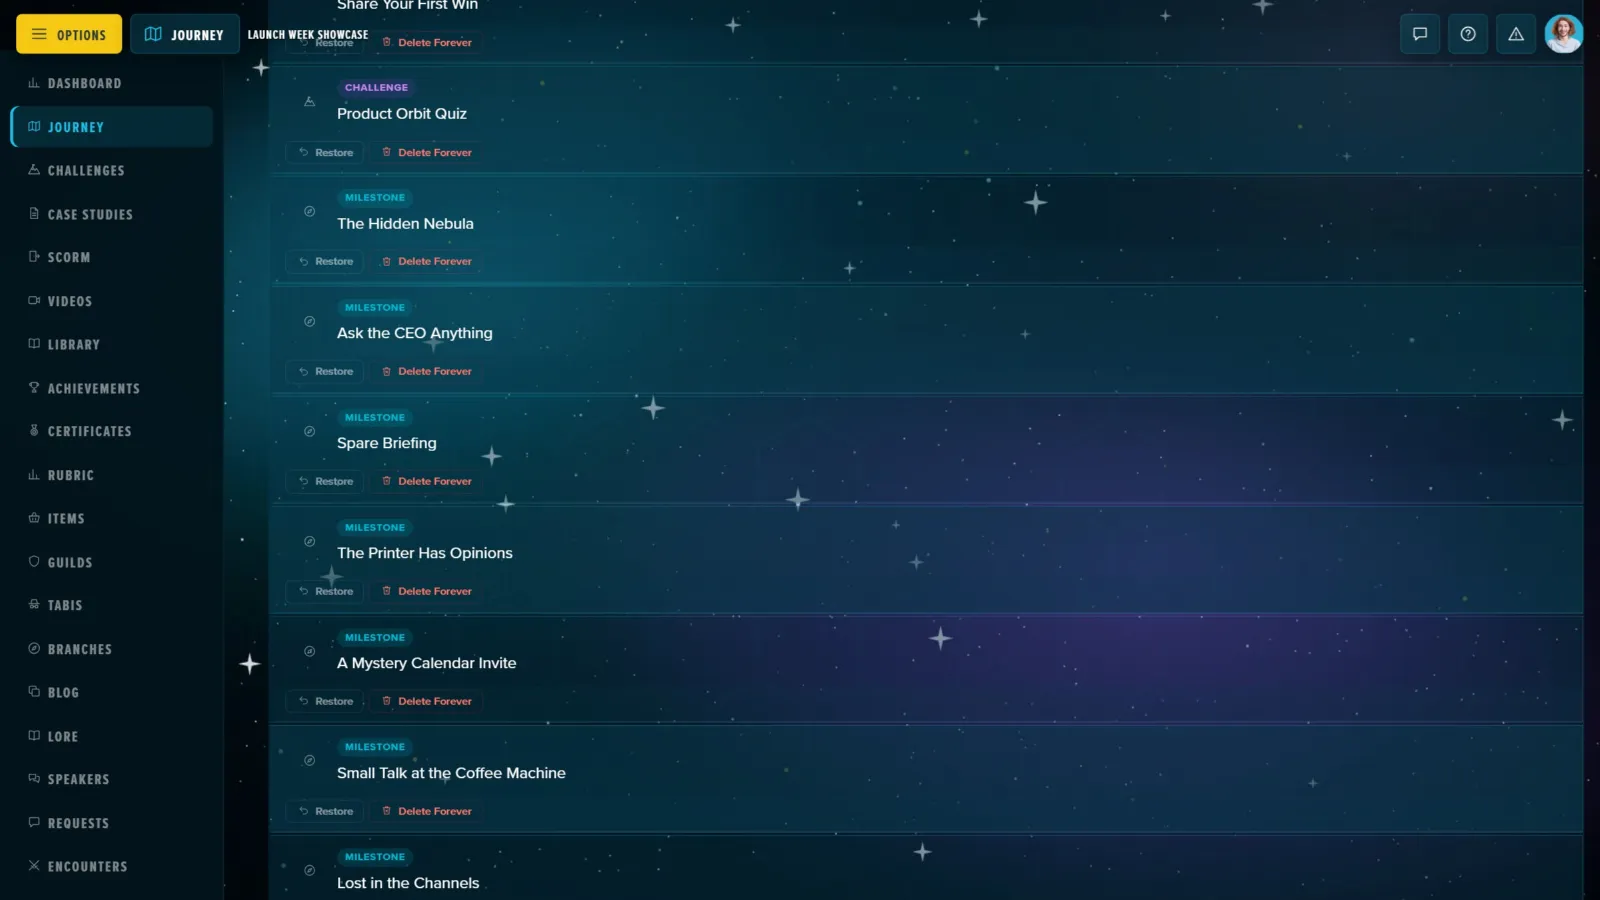 Share Your First Win
OPTIONS
JOURNEY
LAUNCH WEEK SHOWCASE
Restore
Delete Forever
DASHBOARD
JOURNEY
CHALLENGES
CASE STUDIES
SCORM
VIDEOS
LIBRARY
ACHIEVEMENTS
CERTIFICATES
RUBRIC
ITEMS
GUILDS
TABIS
BRANCHES
BLOG
LORE
SPEAKERS
REQUESTS
ENCOUNTERS
CHALLENGE
Product Orbit Quiz
Restore
Delete Forever
MILESTONE
The Hidden Nebula
Restore
Delete Forever
MILESTONE
Ask the CEO Anything
Restore
Delete Forever
MILESTONE
Spare Briefing
Restore
Delete Forever
MILESTONE
The Printer Has Opinions
Restore
Delete Forever
MILESTONE
A Mystery Calendar Invite
Restore
Delete Forever
MILESTONE
Small Talk at the Coffee Machine
Restore
Delete Forever
MILESTONE
Lost in the Channels